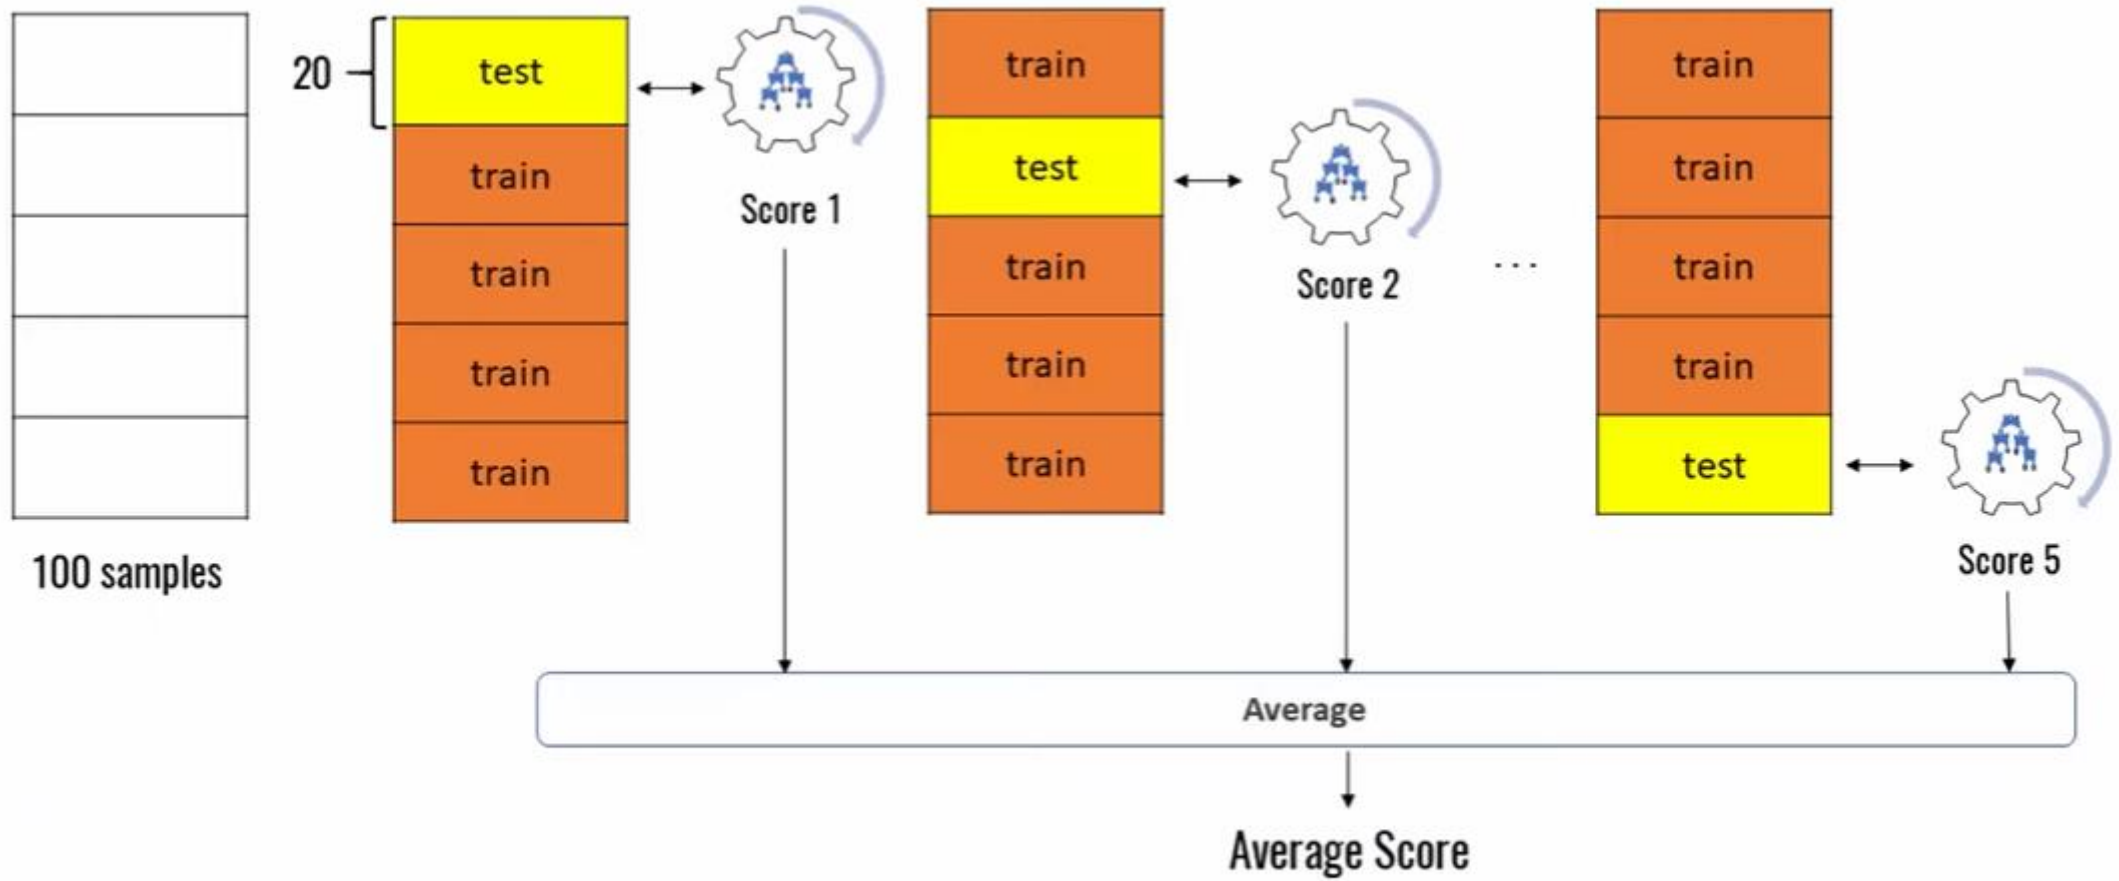 100 samples
20
test
train
train
train
train
Score 1
train
test
train
train
train
Score 2
...
train
train
train
train
test
Score 5
Average
Average Score